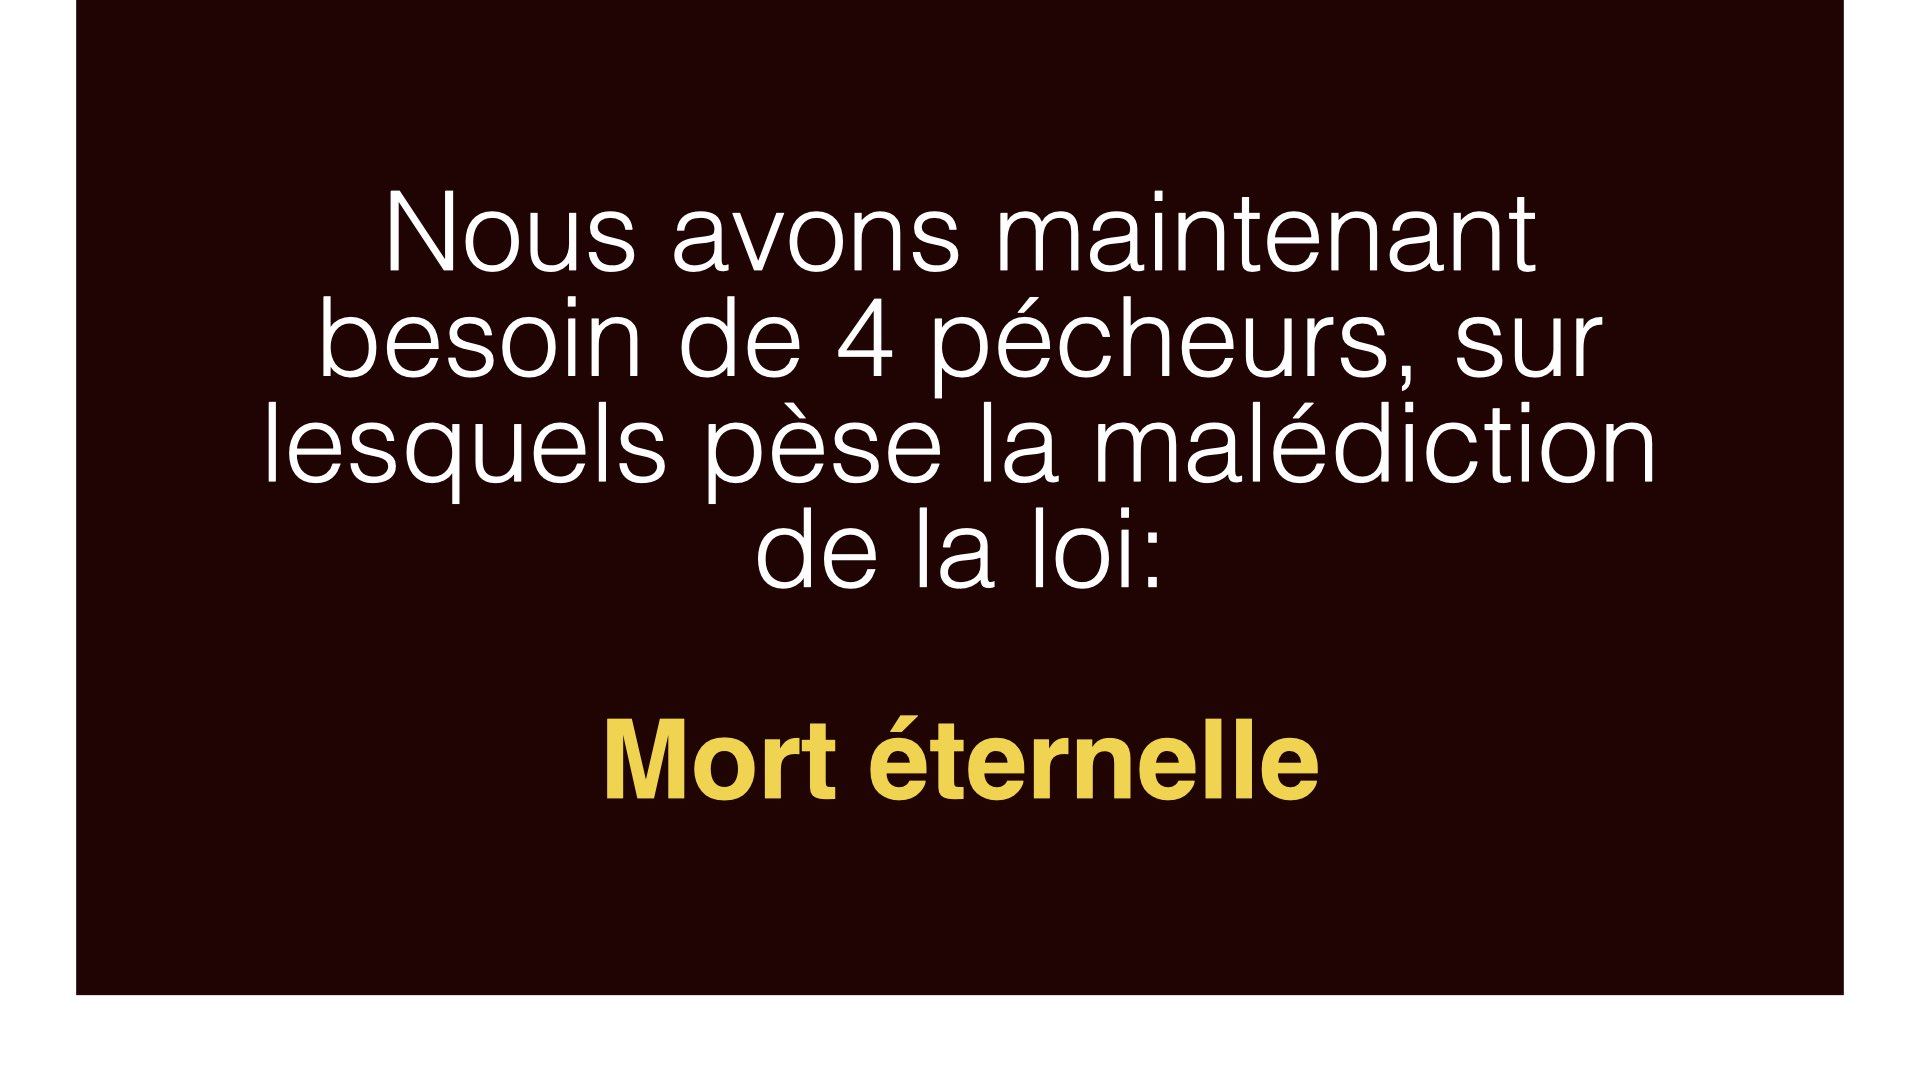 Nous avons maintenant
besoin de 4 pécheurs, sur
lesquels pèse la malédiction
de la loi:
Mort éternelle